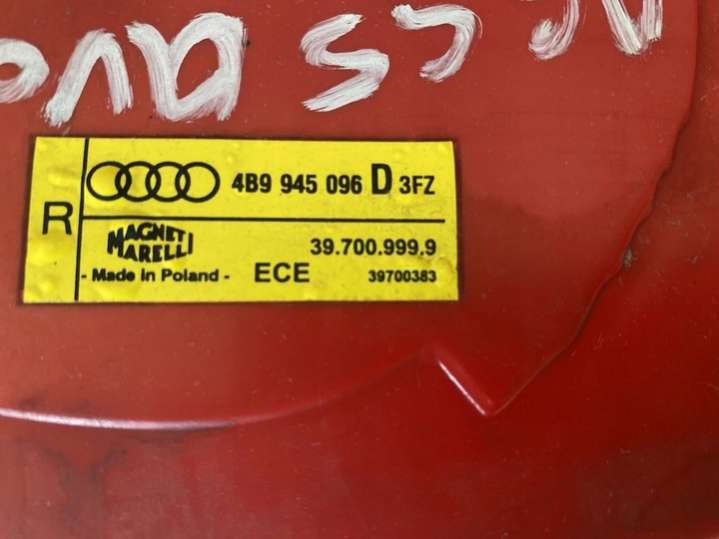 R
4B9 945 096 D 3FZ
MAGNETI MARELLI
39.700.999.9
- Made In Poland -
ECE
39700383